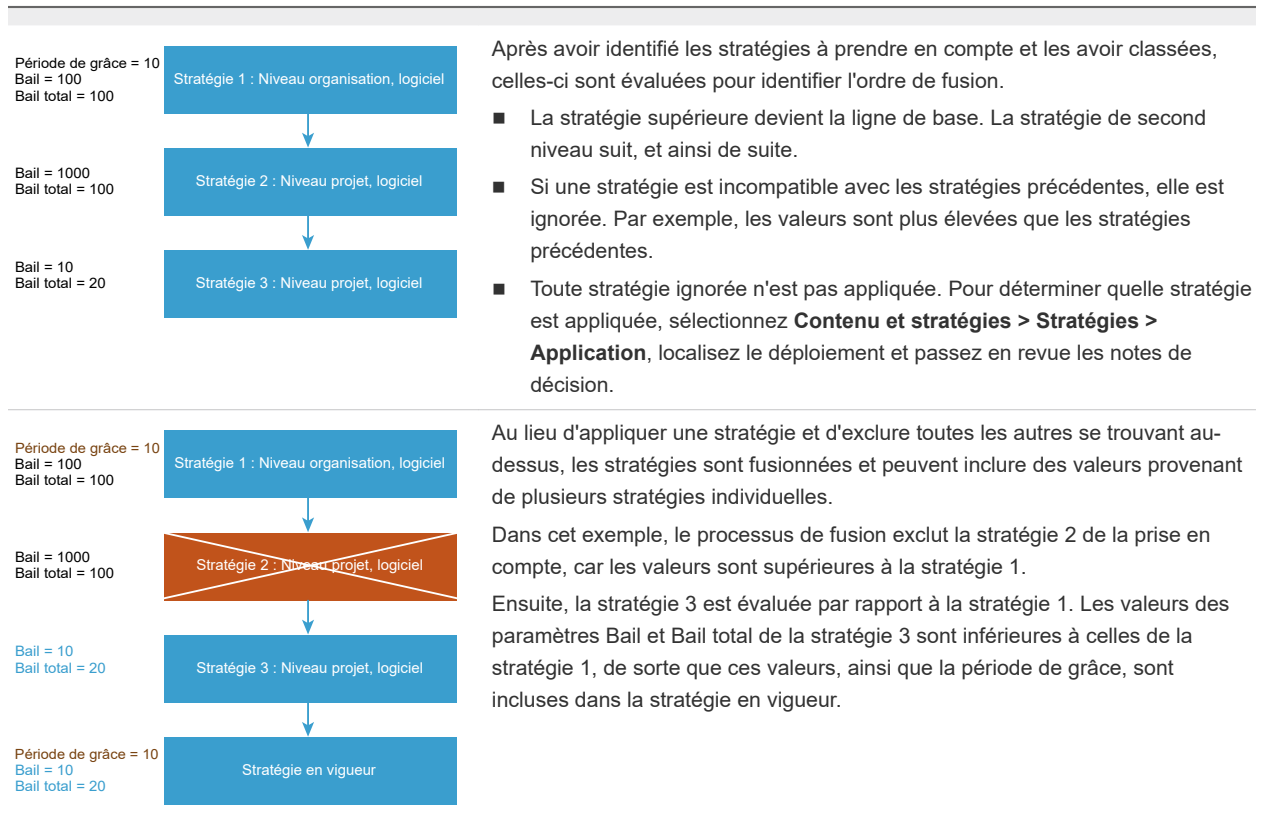 Période de grâce = 10
Bail = 100
Bail total = 100
Stratégie 1 : Niveau organisation, logiciel
Bail = 1000
Bail total = 100
Stratégie 2 : Niveau projet, logiciel
Bail = 10
Bail total = 20
Stratégie 3 : Niveau projet, logiciel
Après avoir identifié les stratégies à prendre en compte et les avoir classées,
celles-ci sont évaluées pour identifier l'ordre de fusion.
■ La stratégie supérieure devient la ligne de base. La stratégie de second
niveau suit, et ainsi de suite.
■ Si une stratégie est incompatible avec les stratégies précédentes, elle est
ignorée. Par exemple, les valeurs sont plus élevées que les stratégies
précédentes.
■ Toute stratégie ignorée n'est pas appliquée. Pour déterminer quelle stratégie
est appliquée, sélectionnez Contenu et stratégies > Stratégies >
Application, localisez le déploiement et passez en revue les notes de
décision.
Période de grâce = 10
Bail = 100
Bail total = 100
Stratégie 1 : Niveau organisation, logiciel
Bail = 1000
Bail total = 100
Stratégie 2 : Niveau projet, logiciel
Bail = 10
Bail total = 20
Stratégie 3 : Niveau projet, logiciel
Période de grâce = 10
Bail = 10
Bail total = 20
Stratégie en vigueur
Au lieu d'appliquer une stratégie et d'exclure toutes les autres se trouvant au-
dessus, les stratégies sont fusionnées et peuvent inclure des valeurs provenant
de plusieurs stratégies individuelles.
Dans cet exemple, le processus de fusion exclut la stratégie 2 de la prise en
compte, car les valeurs sont supérieures à la stratégie 1.
Ensuite, la stratégie 3 est évaluée par rapport à la stratégie 1. Les valeurs des
paramètres Bail et Bail total de la stratégie 3 sont inférieures à celles de la
stratégie 1, de sorte que ces valeurs, ainsi que la période de grâce, sont
incluses dans la stratégie en vigueur.